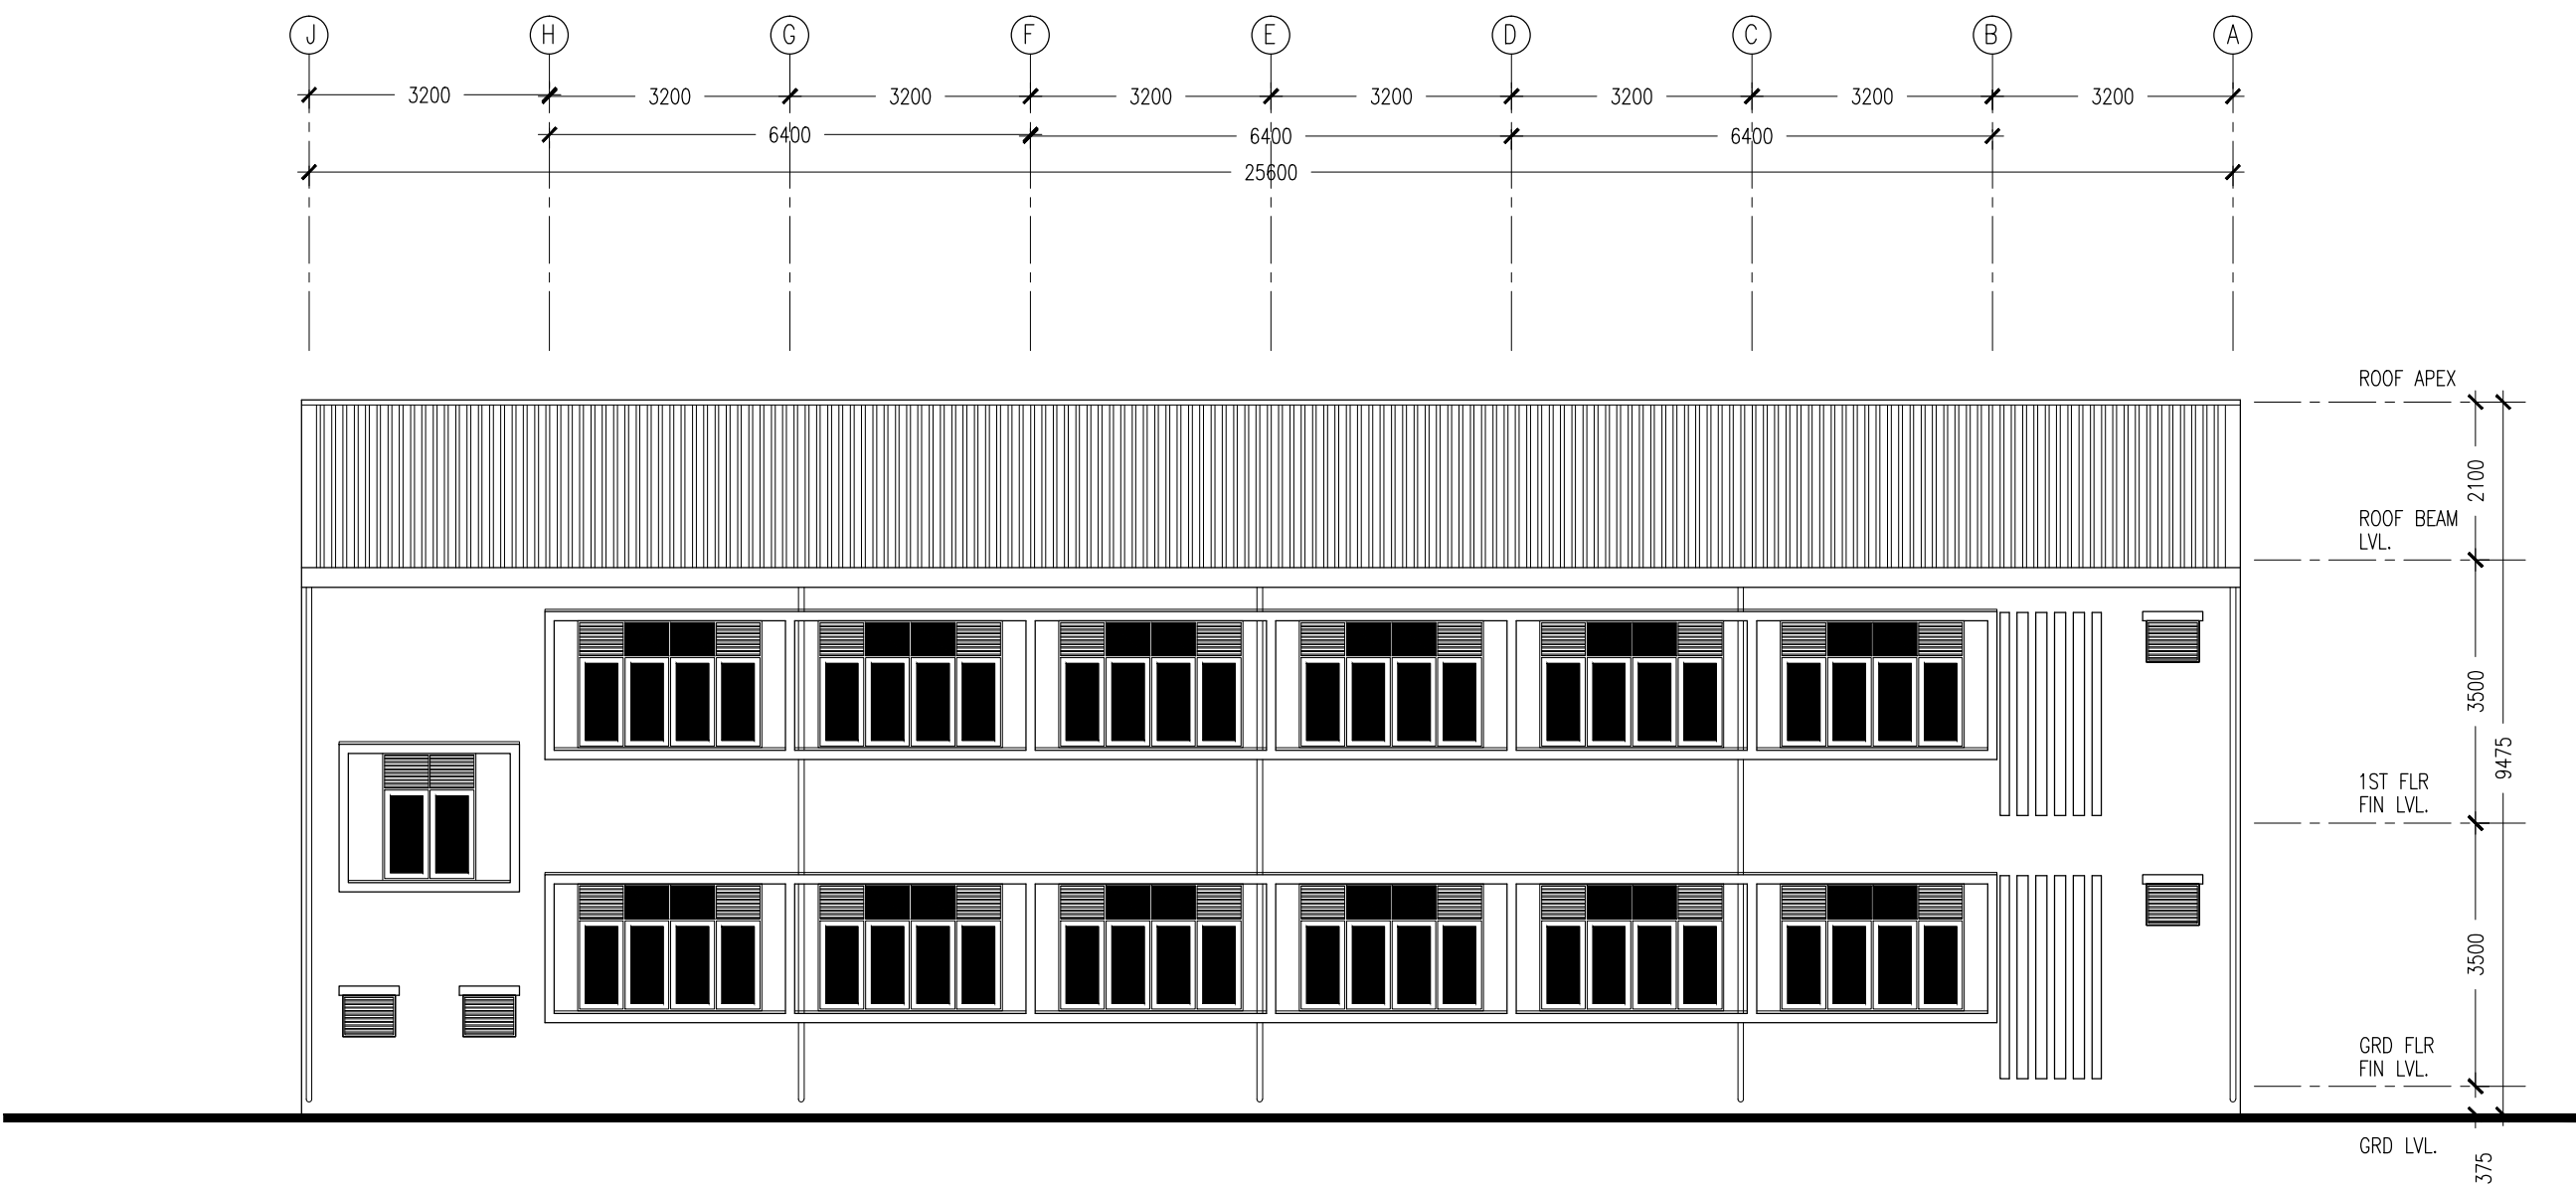 J H G F E D C B A
3200 3200 3200 3200 3200 3200 3200 3200
6400 6400 6400
25600
ROOF APEX
2100
ROOF BEAM
LVL.
3500
9475
1ST FLR
FIN LVL.
3500
GRD FLR
FIN LVL.
GRD LVL.
375